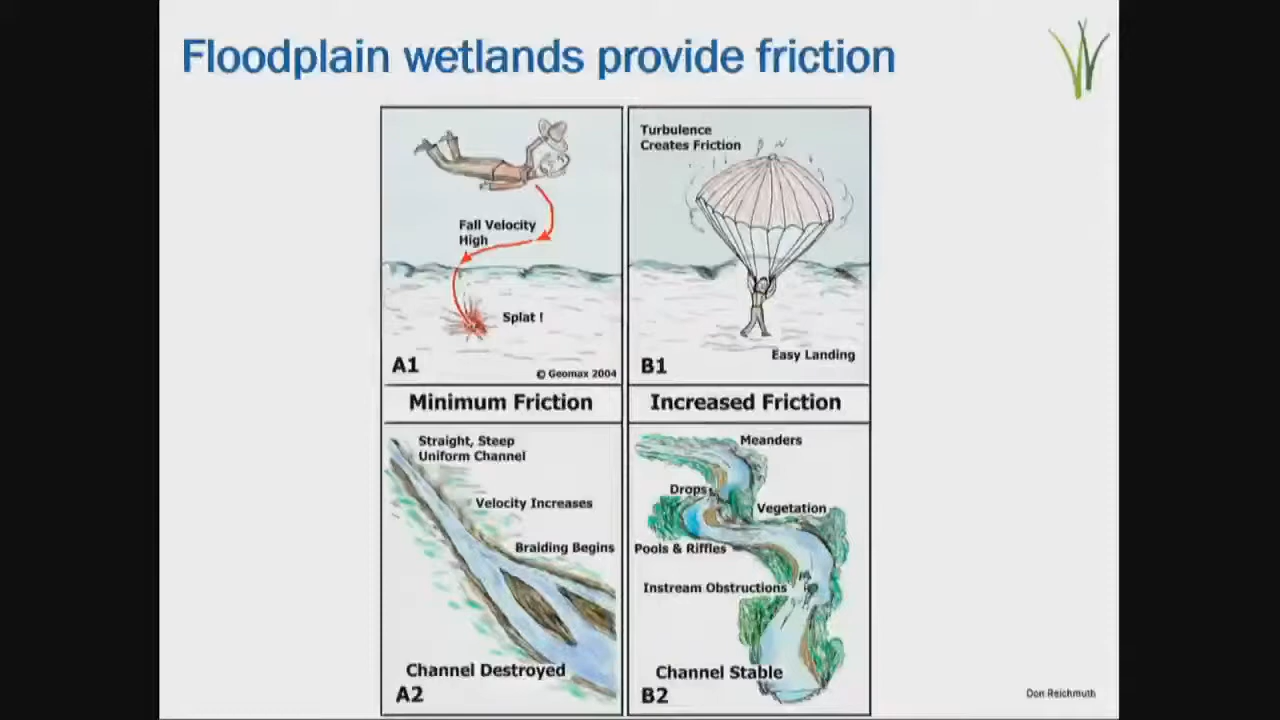 Floodplain wetlands provide friction
Fall Velocity
High
Splat !
A1
© Geomax 2004
Turbulence
Creates Friction
Easy Landing
B1
Minimum Friction
Increased Friction
Straight, Steep
Uniform Channel
Velocity Increases
Braiding Begins
Channel Destroyed
A2
Meanders
Drops
Vegetation
Pools & Riffles
Instream Obstructions
Channel Stable
B2
Don Reichmuth